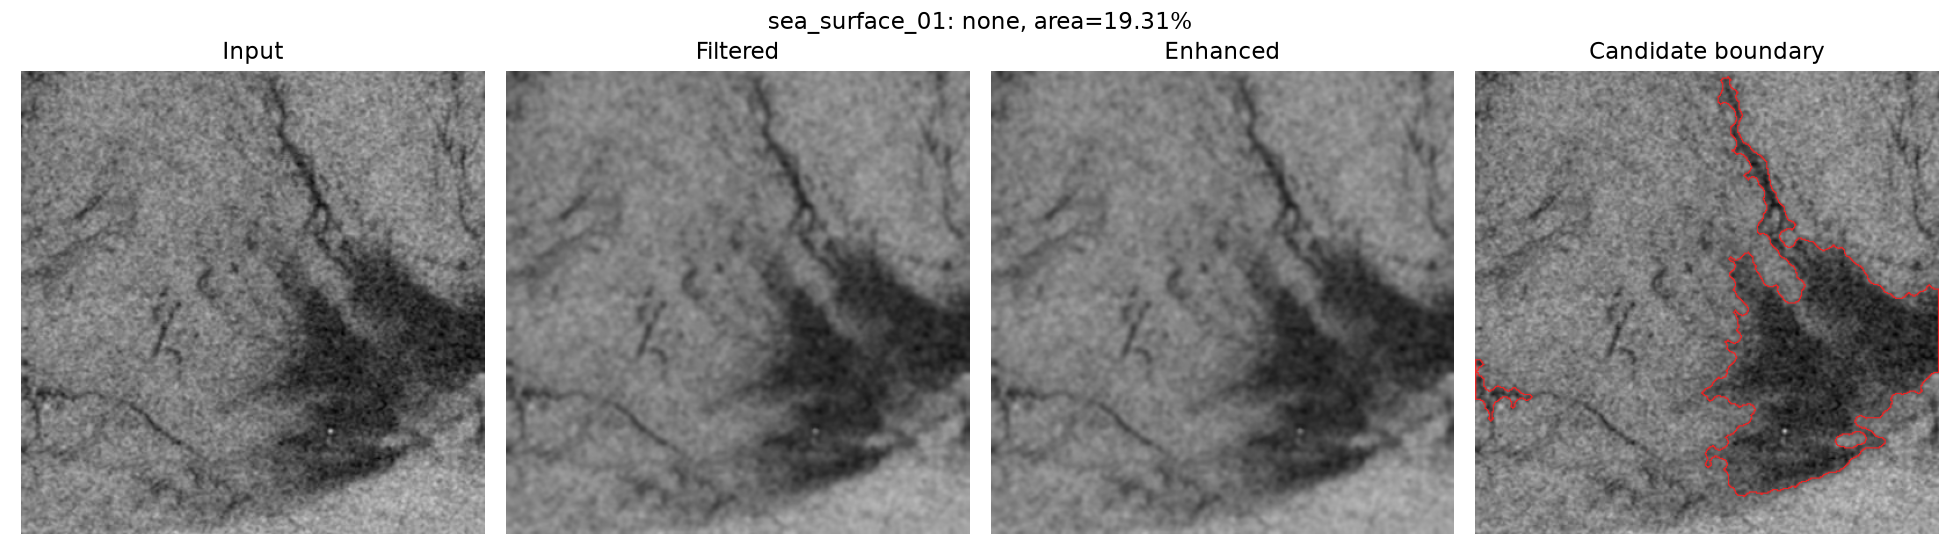 sea_surface_01: none, area=19.31%
Input
Filtered
Enhanced
Candidate boundary